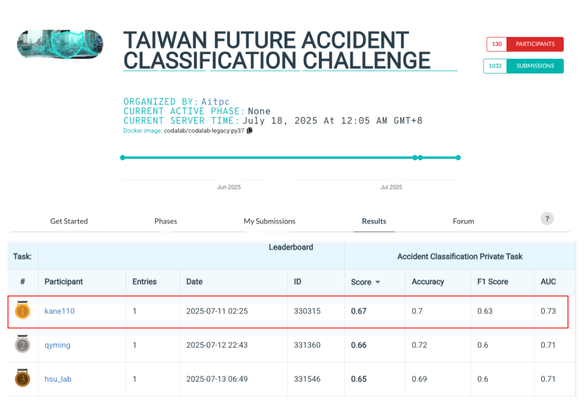 TAIWAN FUTURE ACCIDENT
CLASSIFICATION CHALLENGE
130 PARTICIPANTS
1032 SUBMISSIONS
ORGANIZED BY: Aitpc
CURRENT ACTIVE PHASE: None
CURRENT SERVER TIME: July 18, 2025 At 12:05 AM GMT+8
Docker image: codalab/codalab-legacy:py37
Jun 2025 Jul 2025
Get Started Phases My Submissions Results Forum ?
Leaderboard
Task: Accident Classification Private Task
# Participant Entries Date ID Score Accuracy F1 Score AUC
1 kane110 1 2025-07-11 02:25 330315 0.67 0.7 0.63 0.73
2 qyming 1 2025-07-12 22:43 331360 0.66 0.72 0.6 0.71
3 hsu_lab 1 2025-07-13 06:49 331546 0.65 0.69 0.6 0.71